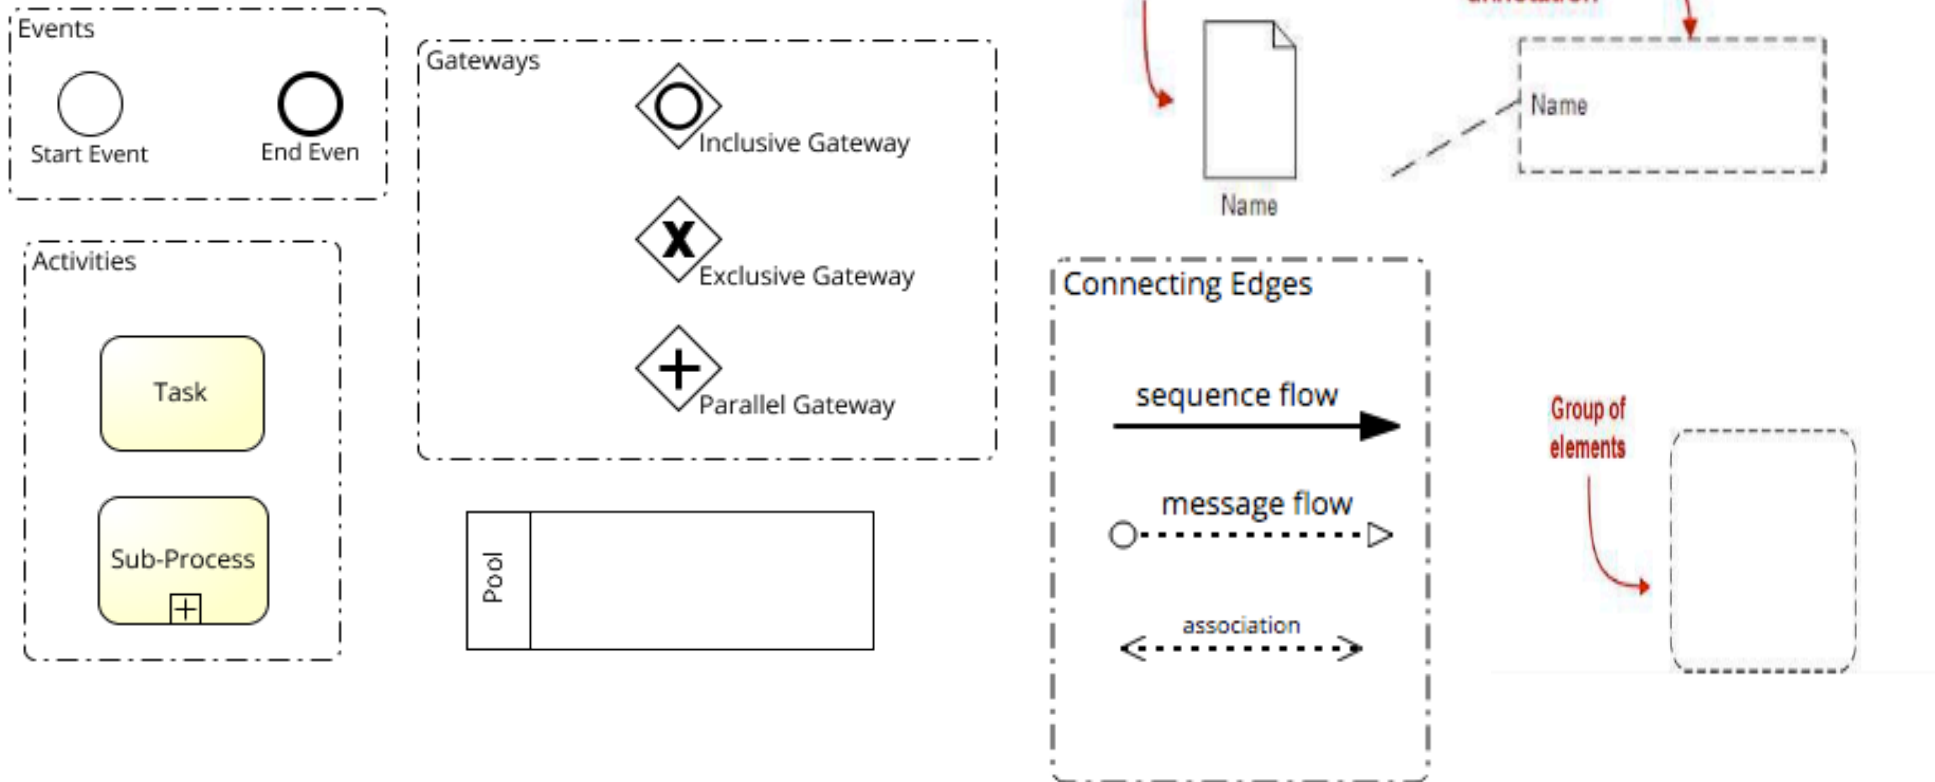 Events
Start Event
End Even
Activities
Task
Sub-Process
Gateways
Inclusive Gateway
Exclusive Gateway
Parallel Gateway
Pool
Name
Name
Connecting Edges
sequence flow
message flow
association
Group of
elements